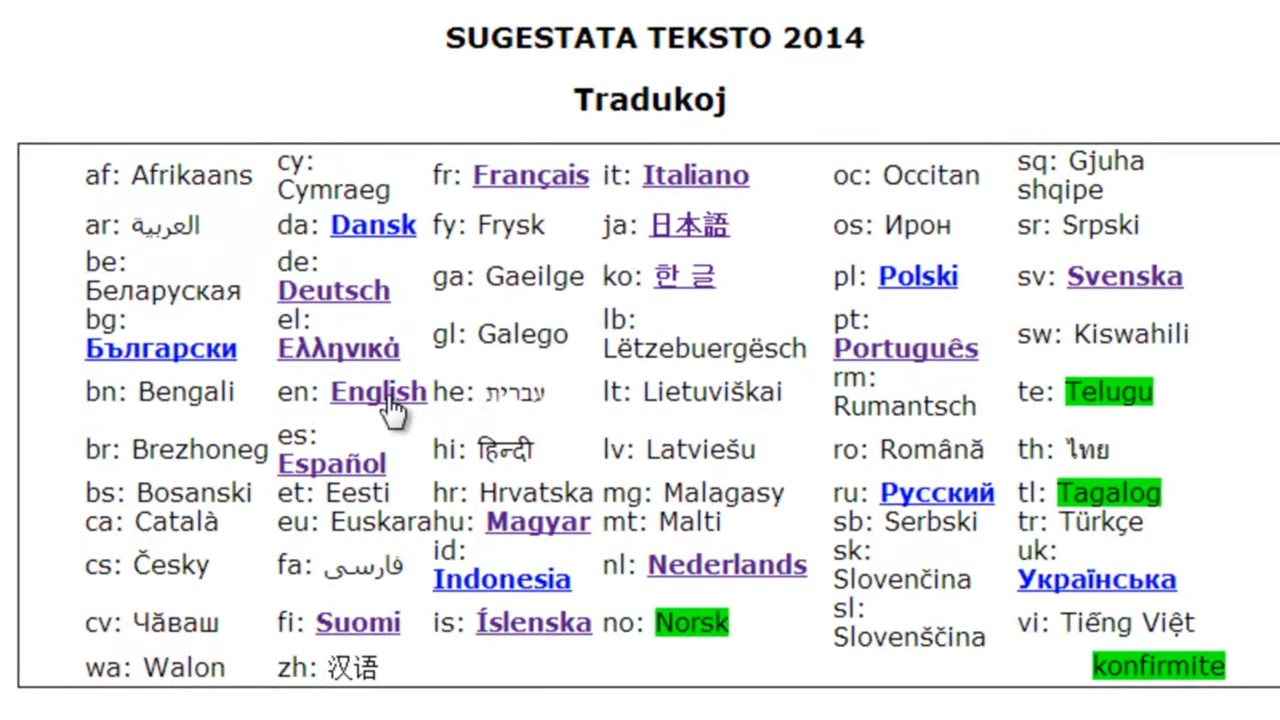 SUGESTATA TEKSTO 2014
Tradukoj
af: Afrikaans cy: Cymraeg fr: Français it: Italiano oc: Occitan sq: Gjuha shqipe
ar: العربية da: Dansk fy: Frysk ja: 日本語 os: Ирон sr: Srpski
be: Беларуская de: Deutsch ga: Gaeilge ko: 한 글 pl: Polski sv: Svenska
bg: Български el: Ελληνικὰ gl: Galego lb: Lëtzebuergësch pt: Português sw: Kiswahili
bn: Bengali en: English he: עברית lt: Lietuviškai rm: Rumantsch te: Telugu
br: Brezhoneg es: Español hi: हिन्दी lv: Latviešu ro: Română th: ไทย
bs: Bosanski et: Eesti hr: Hrvatska mg: Malagasy ru: Русский tl: Tagalog
ca: Català eu: Euskara hu: Magyar mt: Malti sb: Serbski tr: Türkçe
cs: Česky fa: فارسى id: Indonesia nl: Nederlands sk: Slovenčina uk: Українська
cv: Чăваш fi: Suomi is: Íslenska no: Norsk sl: Slovenščina vi: Tiếng Việt
wa: Walon zh: 汉语 konfirmite